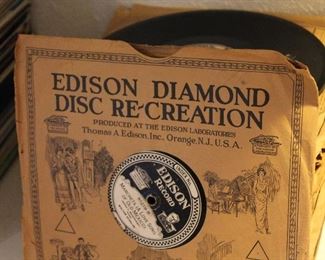 EDISON DIAMOND
DISC RE-CREATION
PRODUCED AT THE EDISON LABORATORIES
Thomas A. Edison, Inc. Orange, N.J., U.S.A.
EDISON
RECORD